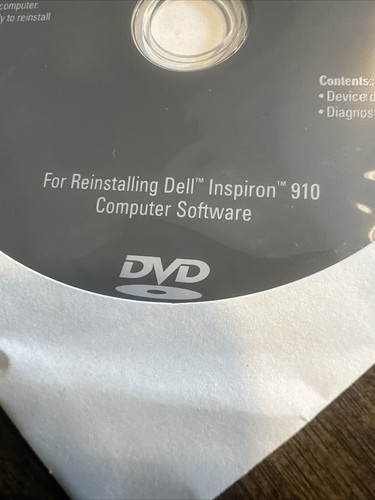 computer.
to reinstall
Contents:
• Device
• Diagnos
For Reinstalling Dell™ Inspiron™ 910
Computer Software
DVD